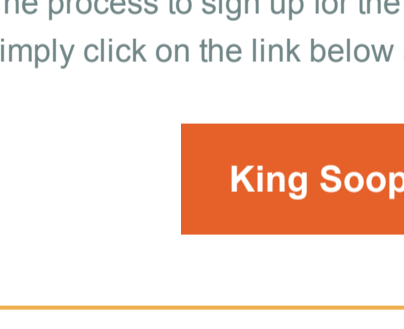 he process to sign up for the
imply click on the link below
King Soop